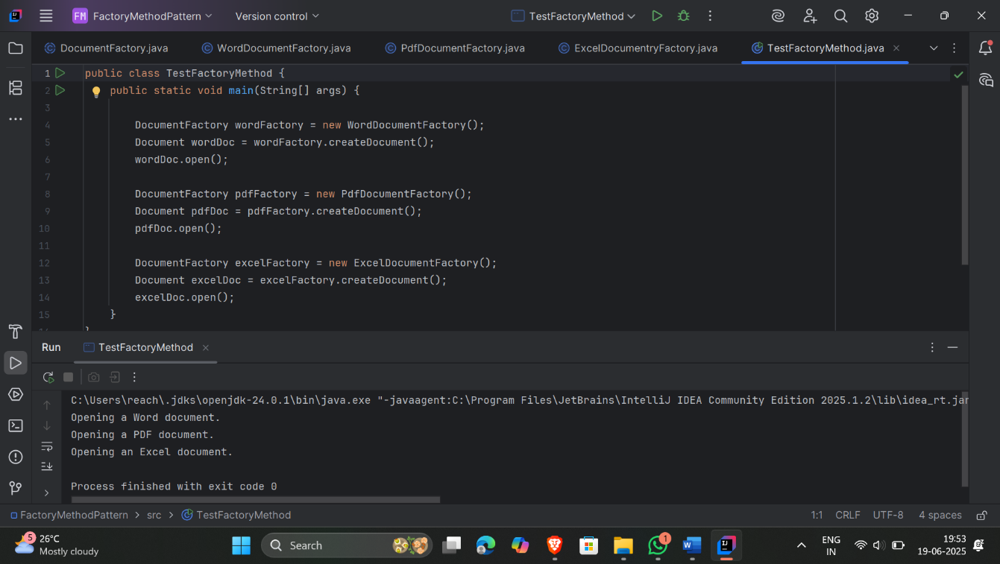 FM FactoryMethodPattern Version control TestFactoryMethod
DocumentFactory.java WordDocumentFactory.java PdfDocumentFactory.java ExcelDocumentryFactory.java TestFactoryMethod.java
1 public class TestFactoryMethod {
2 public static void main(String[] args) {
3
4 DocumentFactory wordFactory = new WordDocumentFactory();
5 Document wordDoc = wordFactory.createDocument();
6 wordDoc.open();
7
8 DocumentFactory pdfFactory = new PdfDocumentFactory();
9 Document pdfDoc = pdfFactory.createDocument();
10 pdfDoc.open();
11
12 DocumentFactory excelFactory = new ExcelDocumentFactory();
13 Document excelDoc = excelFactory.createDocument();
14 excelDoc.open();
15 }
Run TestFactoryMethod
C:\Users\reach\.jdks\openjdk-24.0.1\bin\java.exe "-javaagent:C:\Program Files\JetBrains\IntelliJ IDEA Community Edition 2025.1.2\lib\idea_rt.jar
Opening a Word document.
Opening a PDF document.
Opening an Excel document.
Process finished with exit code 0
FactoryMethodPattern > src > TestFactoryMethod 1:1 CRLF UTF-8 4 spaces
5 26°C
Mostly cloudy
Search
1
ENG
IN
19:53
19-06-2025